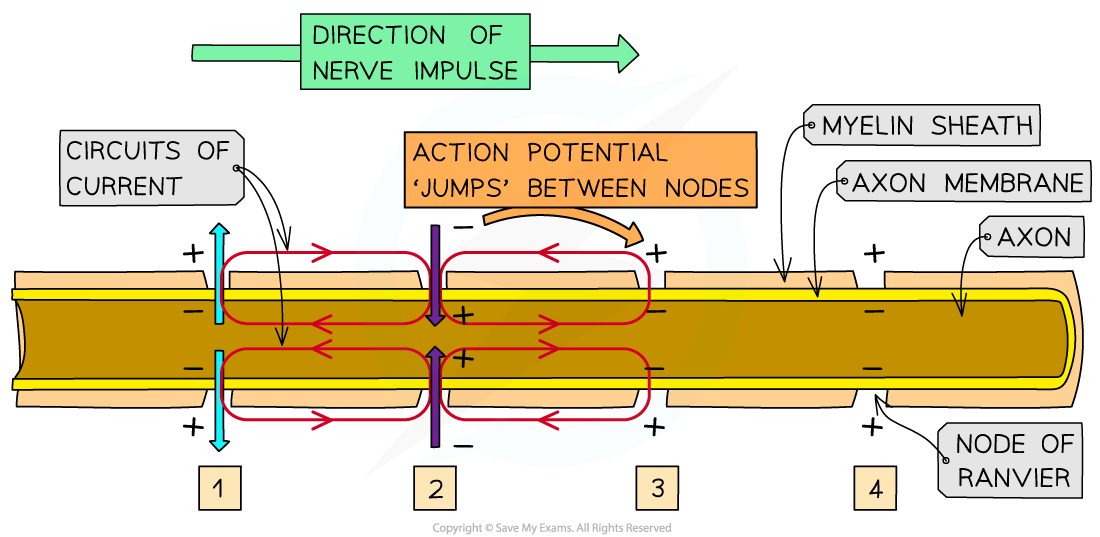 DIRECTION OF
NERVE IMPULSE
CIRCUITS OF
CURRENT
ACTION POTENTIAL
‘JUMPS’ BETWEEN NODES
MYELIN SHEATH
AXON MEMBRANE
AXON
+ − + +
− + − −
− + − −
+ − + +
NODE OF
RANVIER
1 2 3 4
Copyright © Save My Exams. All Rights Reserved